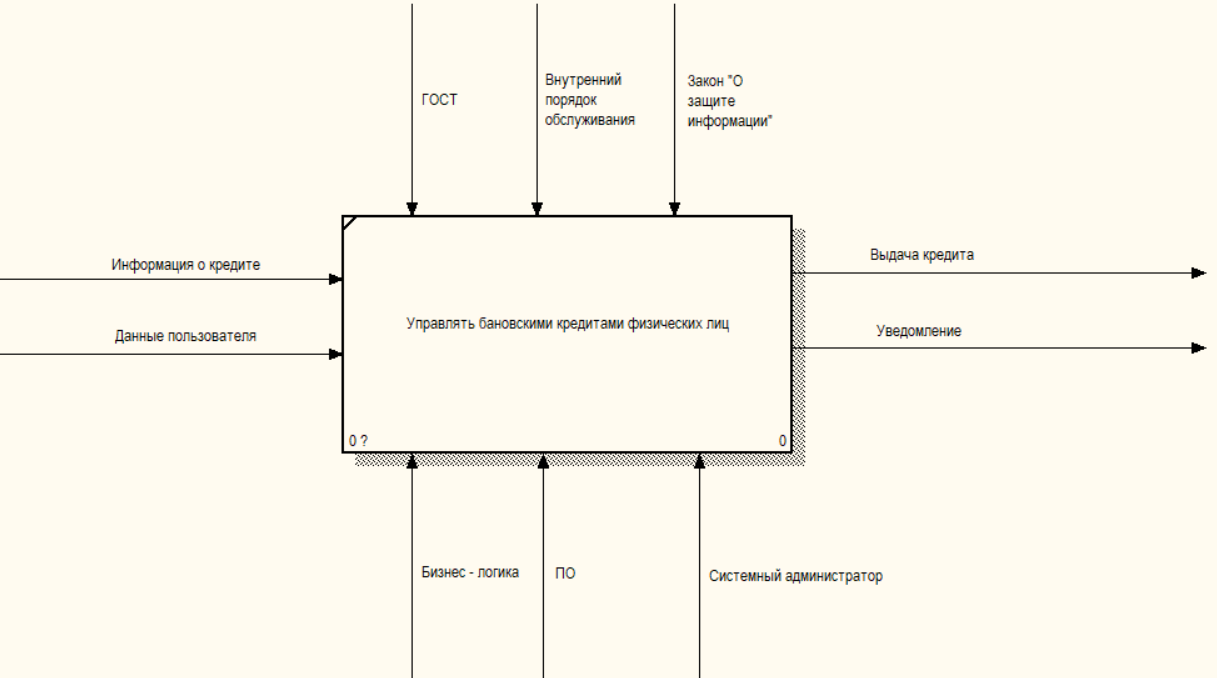 ГОСТ
Внутренний
порядок
обслуживания
Закон "О
защите
информации"
Информация о кредите
Данные пользователя
Управлять бановскими кредитами физических лиц
0 ?
0
Выдача кредита
Уведомление
Бизнес - логика
ПО
Системный администратор